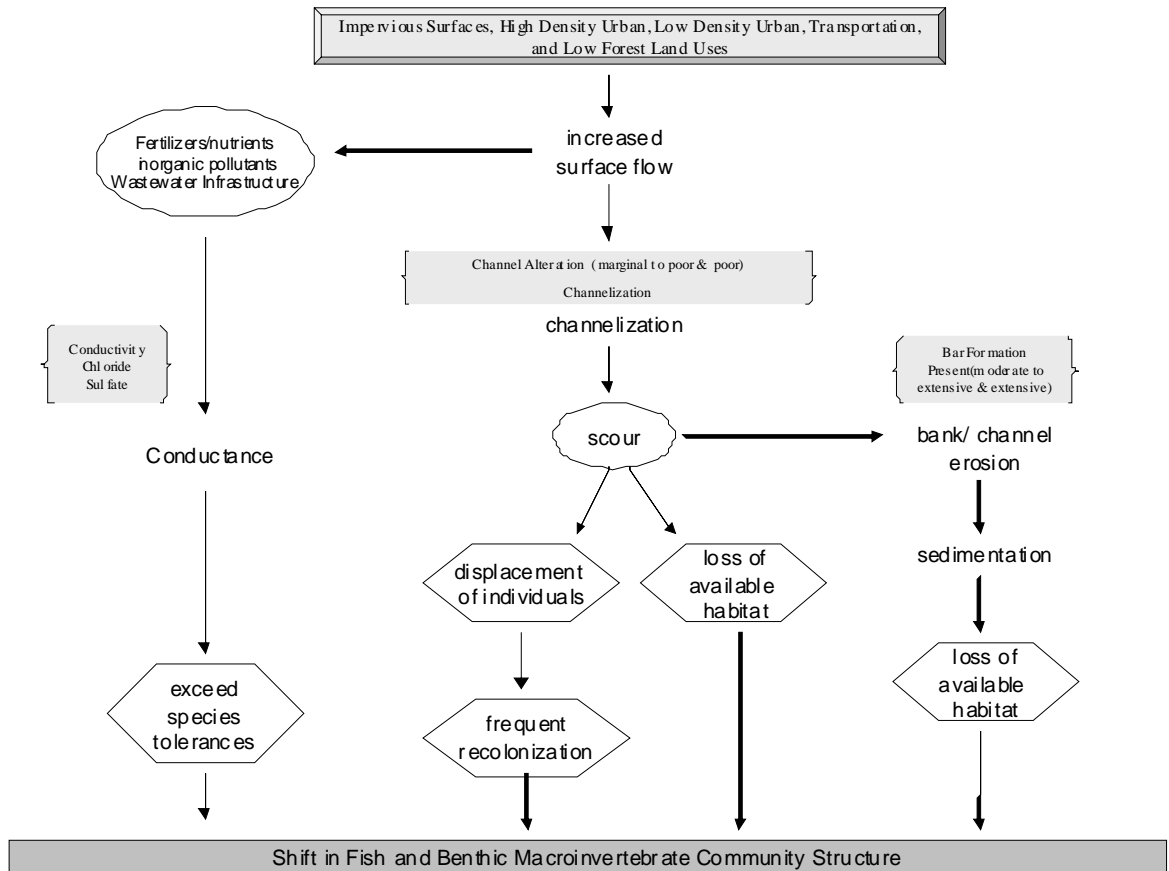 Impervious Surfaces, High Density Urban, Low Density Urban, Transportation,
and Low Forest Land Uses
increased
surface flow
Fertilizers/nutrients
inorganic pollutants
Wastewater Infrastructure
Channel Alteration (marginal to poor & poor)
Channelization
channelization
Conductivity
Chloride
Sulfate
Bar Formation
Present(moderate to
extensive & extensive)
scour
bank/ channel
erosion
Conductance
displacement
of individuals
loss of
available
habitat
sedimentation
exceed
species
tolerances
frequent
recolonization
loss of
available
habitat
Shift in Fish and Benthic Macroinvertebrate Community Structure